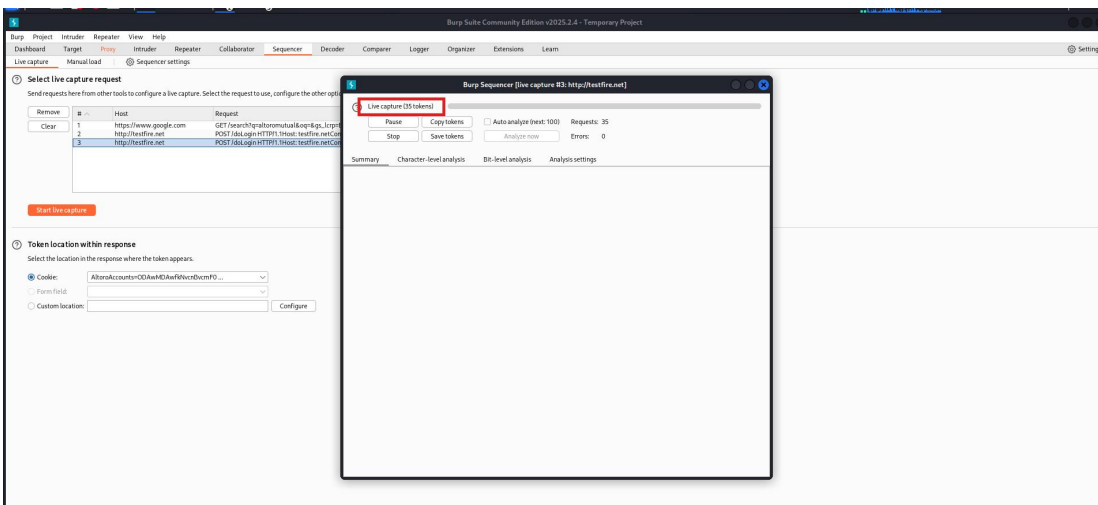 Burp Suite Community Edition v2025.2.4 - Temporary Project
Burp Project Intruder Repeater View Help
Dashboard Target Proxy Intruder Repeater Collaborator Sequencer Decoder Comparer Logger Organizer Extensions Learn Setting
Live capture Manual load Sequencer settings
Select live capture request
Send requests here from other tools to configure a live capture. Select the request to use, configure the other opti
Remove
Clear
# Host Request
1 https://www.google.com GET /search?q=altoromutual&oq=&gs_lcrp=
2 http://testfire.net POST /doLogin HTTP/1.1Host: testfire.netCon
3 http://testfire.net POST /doLogin HTTP/1.1Host: testfire.netCon
Start live capture
Token location within response
Select the location in the response where the token appears.
Cookie: AltoroAccounts=ODAwMDAwfkNvcnBvcmF0 ...
Form field:
Custom location: Configure
Burp Sequencer [live capture #3: http://testfire.net]
Live capture (35 tokens)
Pause Copy tokens Auto analyze (next: 100) Requests: 35
Stop Save tokens Analyze now Errors: 0
Summary Character-level analysis Bit-level analysis Analysis settings